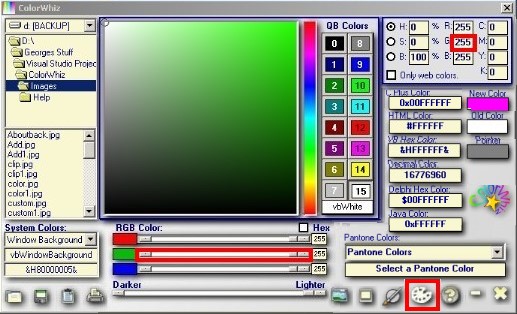 ColorWhiz
d: [BACKUP]
D:\
Georges Stuff
Visual Studio Project
ColorWhiz
Images
Help
Aboutback.jpg
Add.jpg
Add1.jpg
clip.jpg
clip1.jpg
color.jpg
color1.jpg
custom.jpg
custom1.jpg
QB Colors
0 8
1 9
2 10
3 11
4 12
5 13
6 14
7 15
vbWhite
H: 0 % R: 255 C: 0
S: 0 % G: 255 M: 0
B: 100 % B: 255 Y: 0
Only web colors. K: 0
C Plus Color:
0x00FFFFFF
HTML Color:
#FFFFFF
VB Hex Color:
&HFFFFFF&
Decimal Color:
16776960
Delphi Hex Color:
$00FFFFFF
Java Color:
0xFFFFFF
New Color
Old Color
Pointer
System Colors:
Window Background
vbWindowBackground
&H80000005&
RGB Color:
Hex
255
255
255
Darker Lighter
Pantone Colors:
Pantone Colors
Select a Pantone Color